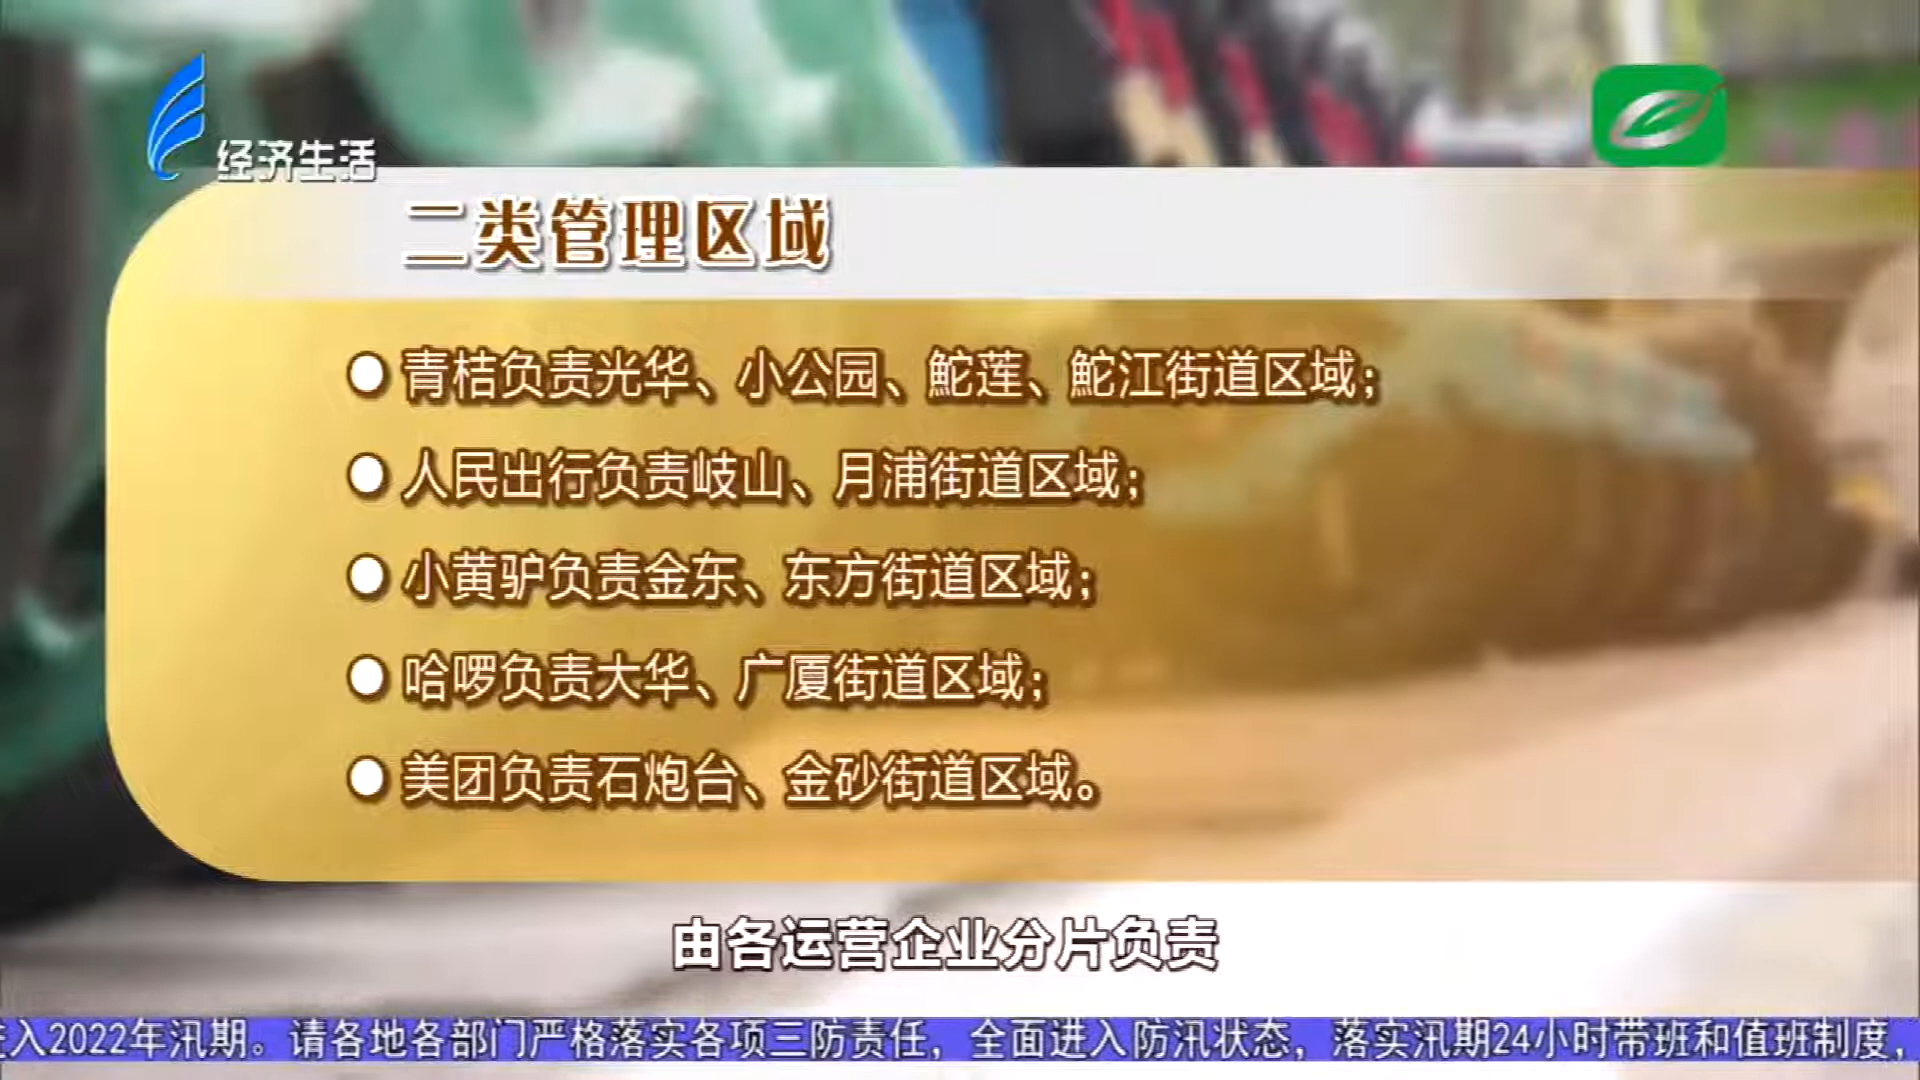 经济生活
二类管理区域
青桔负责光华、小公园、鮀莲、鮀江街道区域；
人民出行负责岐山、月浦街道区域；
小黄驴负责金东、东方街道区域；
哈啰负责大华、广厦街道区域；
美团负责石炮台、金砂街道区域。
由各运营企业分片负责
入2022年汛期。请各地各部门严格落实各项三防责任，全面进入防汛状态，落实汛期24小时带班和值班制度，